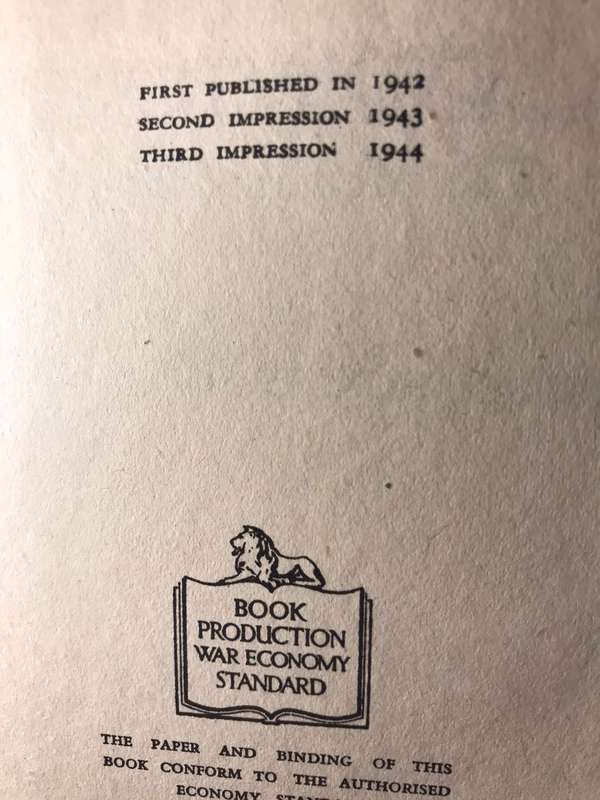 FIRST PUBLISHED IN 1942
SECOND IMPRESSION 1943
THIRD IMPRESSION 1944
BOOK
PRODUCTION
WAR ECONOMY
STANDARD
THE PAPER AND BINDING OF THIS
BOOK CONFORM TO THE AUTHORISED
ECONOMY